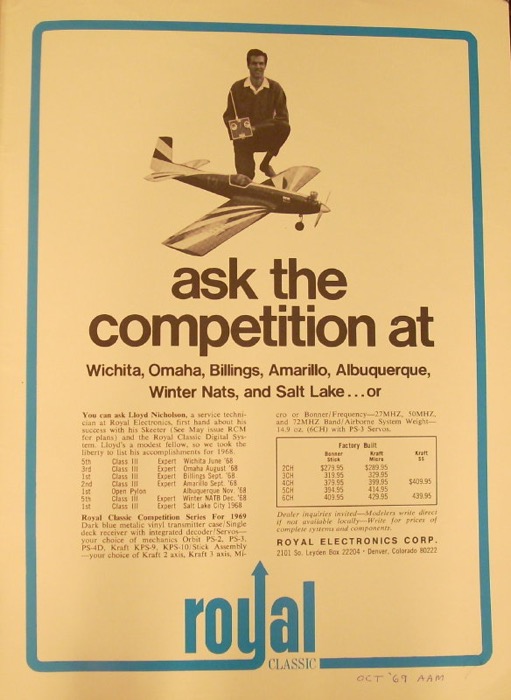 ask the
competition at
Wichita, Omaha, Billings, Amarillo, Albuquerque,
Winter Nats, and Salt Lake...or
You can ask Lloyd Nicholson, a service techni-
cian at Royal Electronics, first hand about his
success with his Skeeter (See May issue RCM
for plans) and the Royal Classic Digital Sys-
tem. Lloyd's a modest fellow, so we took the
liberty to list his accomplishments for 1968.
5th Class III Expert Wichita June '68
3rd Class III Expert Omaha August '68
1st Class III Expert Billings Sept. '68
2nd Class III Expert Amarillo Sept. '68
1st Open Pylon Albuquerque Nov. '68
5th Class III Expert Winter NATB Dec. '68
1st Class III Expert Salt Lake City 1968
Royal Classic Competition Series For 1969
Dark blue metalic vinyl transmitter case/Single
deck receiver with integrated decoder/Servos—
your choice of mechanics Orbit PS-2, PS-3,
PS-4D, Kraft KPS-9, KPS-10/Stick Assembly
—your choice of Kraft 2 axis, Kraft 3 axis, Mi-
cro or Bonner/Frequency—27MHZ, 50MHZ,
and 72MHZ Band/Airborne System Weight—
14.9 oz. (6CH) with PS-3 Servos.
Factory Built
Bonner Stick Kraft Micro Kraft
2CH $279.95 $289.95
3CH 319.95 329.95
4CH 379.95 399.95 $409.95
5CH 394.95 414.95
6CH 409.95 429.95 439.95
Dealer inquiries invited—Modelers write direct
if not available locally—Write for prices of
complete systems and components.
ROYAL ELECTRONICS CORP.
2101 So. Leyden Box 22204 • Denver, Colorado 80222
royal
CLASSIC
OCT '69 AAM